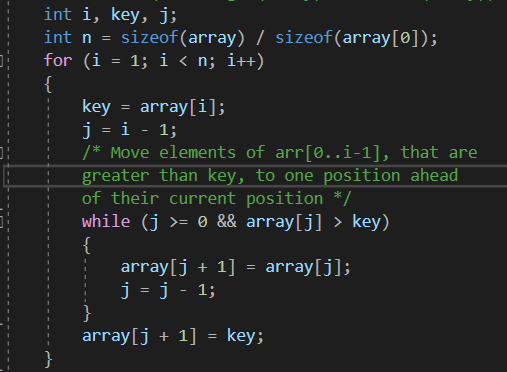 int i, key, j;
int n = sizeof(array) / sizeof(array[0]);
for (i = 1; i < n; i++)
{
key = array[i];
j = i - 1;
/* Move elements of arr[0..i-1], that are
greater than key, to one position ahead
of their current position */
while (j >= 0 && array[j] > key)
{
array[j + 1] = array[j];
j = j - 1;
}
array[j + 1] = key;
}